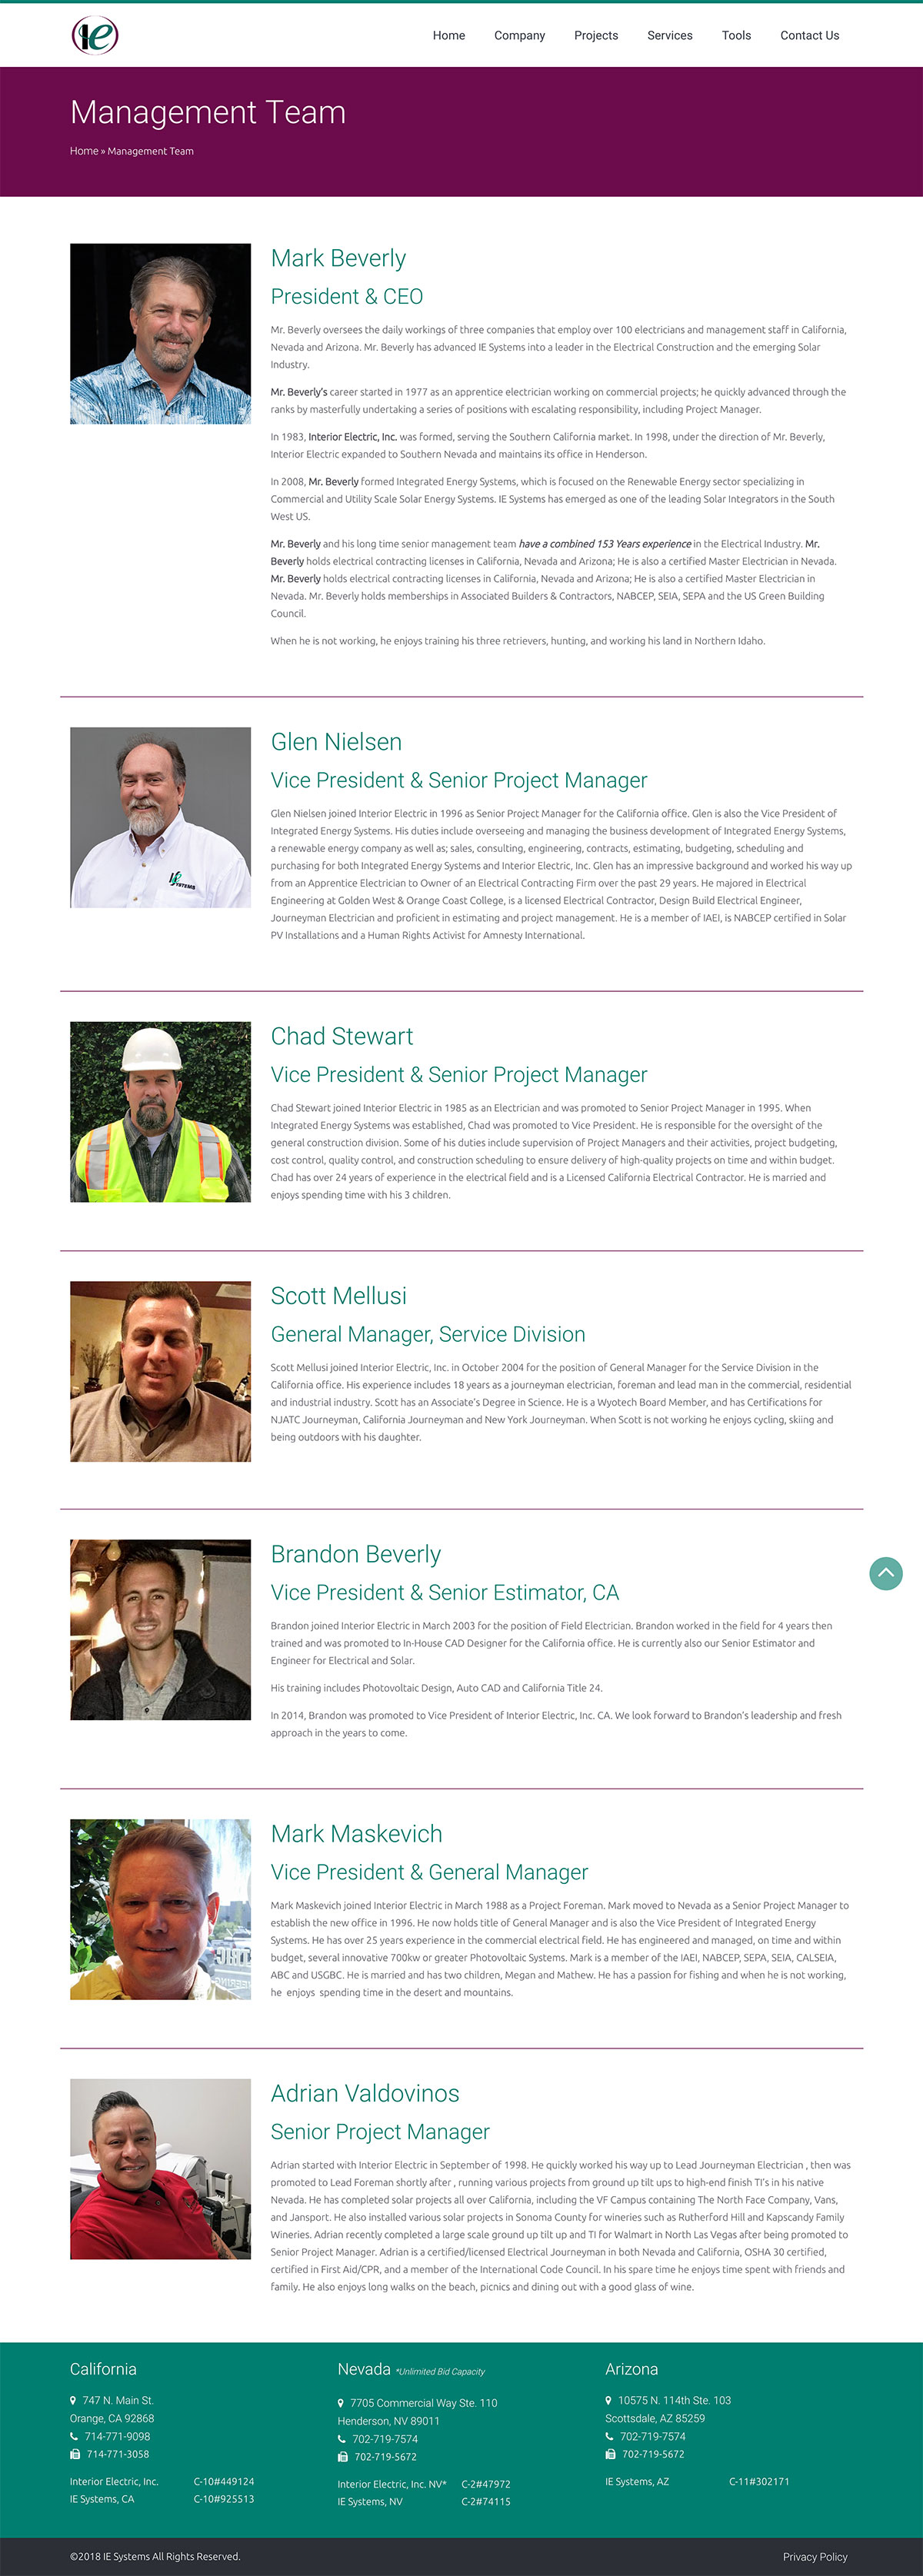 IE
Home Company Projects Services Tools Contact Us
Management Team
Home » Management Team
Mark Beverly
President & CEO
Mr. Beverly oversees the daily workings of three companies that employ over 100 electricians and management staff in California,
Nevada and Arizona. Mr. Beverly has advanced IE Systems into a leader in the Electrical Construction and the emerging Solar
Industry.
Mr. Beverly's career started in 1977 as an apprentice electrician working on commercial projects; he quickly advanced through the
ranks by masterfully undertaking a series of positions with escalating responsibility, including Project Manager.
In 1983, Interior Electric, Inc. was formed, serving the Southern California market. In 1998, under the direction of Mr. Beverly,
Interior Electric expanded to Southern Nevada and maintains its office in Henderson.
In 2008, Mr. Beverly formed Integrated Energy Systems, which is focused on the Renewable Energy sector specializing in
Commercial and Utility Scale Solar Energy Systems. IE Systems has emerged as one of the leading Solar Integrators in the South
West US.
Mr. Beverly and his long time senior management team have a combined 153 Years experience in the Electrical Industry. Mr.
Beverly holds electrical contracting licenses in California, Nevada and Arizona; He is also a certified Master Electrician in Nevada.
Mr. Beverly holds electrical contracting licenses in California, Nevada and Arizona; He is also a certified Master Electrician in
Nevada. Mr. Beverly holds memberships in Associated Builders & Contractors, NABCEP, SEIA, SEPA and the US Green Building
Council.
When he is not working, he enjoys training his three retrievers, hunting, and working his land in Northern Idaho.
IE
SYSTEMS
Glen Nielsen
Vice President & Senior Project Manager
Glen Nielsen joined Interior Electric in 1996 as Senior Project Manager for the California office. Glen is also the Vice President of
Integrated Energy Systems. His duties include overseeing and managing the business development of Integrated Energy Systems,
a renewable energy company as well as; sales, consulting, engineering, contracts, estimating, budgeting, scheduling and
purchasing for both Integrated Energy Systems and Interior Electric, Inc. Glen has an impressive background and worked his way up
from an Apprentice Electrician to Owner of an Electrical Contracting Firm over the past 29 years. He majored in Electrical
Engineering at Golden West & Orange Coast College, is a licensed Electrical Contractor, Design Build Electrical Engineer,
Journeyman Electrician and proficient in estimating and project management. He is a member of IAEI, is NABCEP certified in Solar
PV Installations and a Human Rights Activist for Amnesty International.
Chad Stewart
Vice President & Senior Project Manager
Chad Stewart joined Interior Electric in 1985 as an Electrician and was promoted to Senior Project Manager in 1995. When
Integrated Energy Systems was established, Chad was promoted to Vice President. He is responsible for the oversight of the
general construction division. Some of his duties include supervision of Project Managers and their activities, project budgeting,
cost control, quality control, and construction scheduling to ensure delivery of high-quality projects on time and within budget.
Chad has over 24 years of experience in the electrical field and is a Licensed California Electrical Contractor. He is married and
enjoys spending time with his 3 children.
Scott Mellusi
General Manager, Service Division
Scott Mellusi joined Interior Electric, Inc. in October 2004 for the position of General Manager for the Service Division in the
California office. His experience includes 18 years as a journeyman electrician, foreman and lead man in the commercial, residential
and industrial industry. Scott has an Associate's Degree in Science. He is a Wyotech Board Member, and has Certifications for
NJATC Journeyman, California Journeyman and New York Journeyman. When Scott is not working he enjoys cycling, skiing and
being outdoors with his daughter.
Brandon Beverly
Vice President & Senior Estimator, CA
Brandon joined Interior Electric in March 2003 for the position of Field Electrician. Brandon worked in the field for 4 years then
trained and was promoted to In-House CAD Designer for the California office. He is currently also our Senior Estimator and
Engineer for Electrical and Solar.
His training includes Photovoltaic Design, Auto CAD and California Title 24.
In 2014, Brandon was promoted to Vice President of Interior Electric, Inc. CA. We look forward to Brandon's leadership and fresh
approach in the years to come.
Mark Maskevich
Vice President & General Manager
Mark Maskevich joined Interior Electric in March 1988 as a Project Foreman. Mark moved to Nevada as a Senior Project Manager to
establish the new office in 1996. He now holds title of General Manager and is also the Vice President of Integrated Energy
Systems. He has over 25 years experience in the commercial electrical field. He has engineered and managed, on time and within
budget, several innovative 700kw or greater Photovoltaic Systems. Mark is a member of the IAEI, NABCEP, SEPA, SEIA, CALSEIA,
ABC and USGBC. He is married and has two children, Megan and Mathew. He has a passion for fishing and when he is not working,
he enjoys spending time in the desert and mountains.
Adrian Valdovinos
Senior Project Manager
Adrian started with Interior Electric in September of 1998. He quickly worked his way up to Lead Journeyman Electrician , then was
promoted to Lead Foreman shortly after , running various projects from ground up tilt ups to high-end finish TI's in his native
Nevada. He has completed solar projects all over California, including the VF Campus containing The North Face Company, Vans,
and Jansport. He also installed various solar projects in Sonoma County for wineries such as Rutherford Hill and Kapscandy Family
Wineries. Adrian recently completed a large scale ground up tilt up and TI for Walmart in North Las Vegas after being promoted to
Senior Project Manager. Adrian is a certified/licensed Electrical Journeyman in both Nevada and California, OSHA 30 certified,
certified in First Aid/CPR, and a member of the International Code Council. In his spare time he enjoys time spent with friends and
family. He also enjoys long walks on the beach, picnics and dining out with a good glass of wine.
California
747 N. Main St.
Orange, CA 92868
714-771-9098
714-771-3058
Interior Electric, Inc. C-10#449124
IE Systems, CA C-10#925513
Nevada *Unlimited Bid Capacity
7705 Commercial Way Ste. 110
Henderson, NV 89011
702-719-7574
702-719-5672
Interior Electric, Inc. NV* C-2#47972
IE Systems, NV C-2#74115
Arizona
10575 N. 114th Ste. 103
Scottsdale, AZ 85259
702-719-7574
702-719-5672
IE Systems, AZ C-11#302171
©2018 IE Systems All Rights Reserved. Privacy Policy